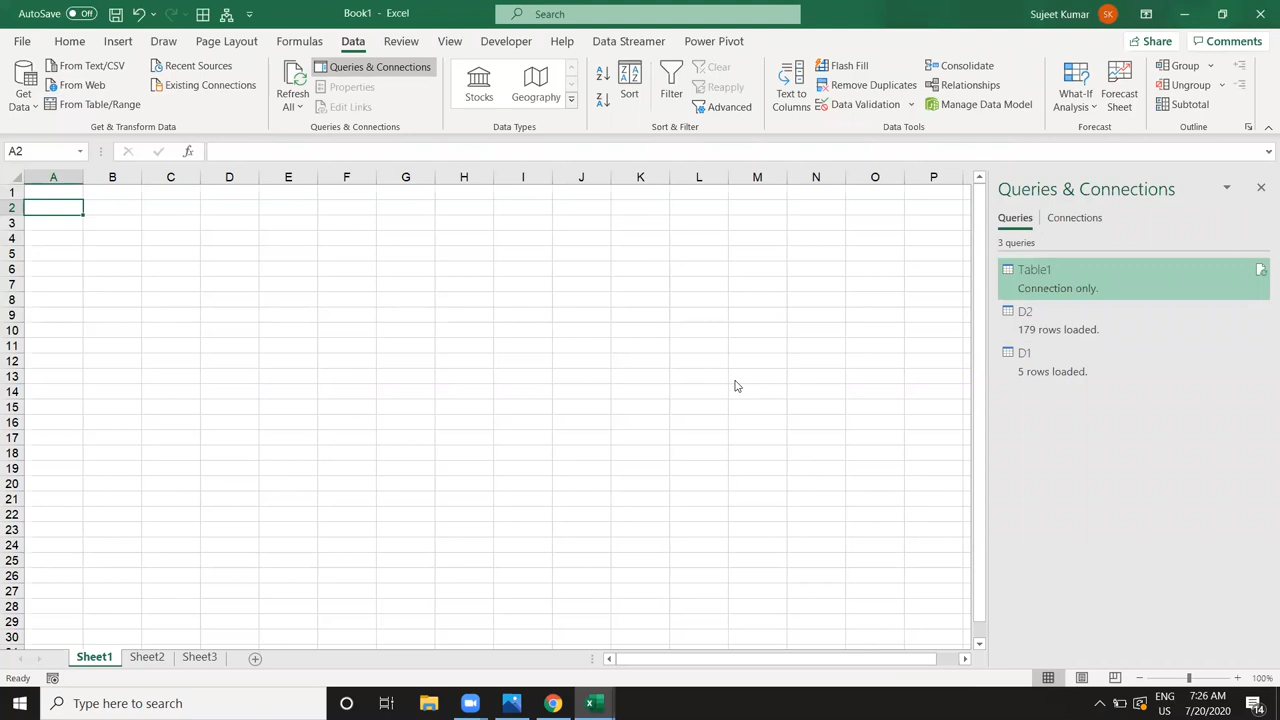 AutoSave Off Book1 - Excel Search Sujeet Kumar SK
File Home Insert Draw Page Layout Formulas Data Review View Developer Help Data Streamer Power Pivot Share Comments
Get Data From Text/CSV From Web From Table/Range Recent Sources Existing Connections
Get & Transform Data
Refresh All Queries & Connections Properties Edit Links
Queries & Connections
Stocks Geography
Data Types
Sort Filter Clear Reapply Advanced
Sort & Filter
Text to Columns Flash Fill Remove Duplicates Data Validation Consolidate Relationships Manage Data Model
Data Tools
What-If Analysis Forecast Sheet
Forecast
Group Ungroup Subtotal
Outline
A2 fx
A B C D E F G H I J K L M N O P
1
2
3
4
5
6
7
8
9
10
11
12
13
14
15
16
17
18
19
20
21
22
23
24
25
26
27
28
29
30
Queries & Connections
Queries Connections
3 queries
Table1
Connection only.
D2
179 rows loaded.
D1
5 rows loaded.
Sheet1 Sheet2 Sheet3
Ready 100%
Type here to search ENG US 7:26 AM 7/20/2020 14